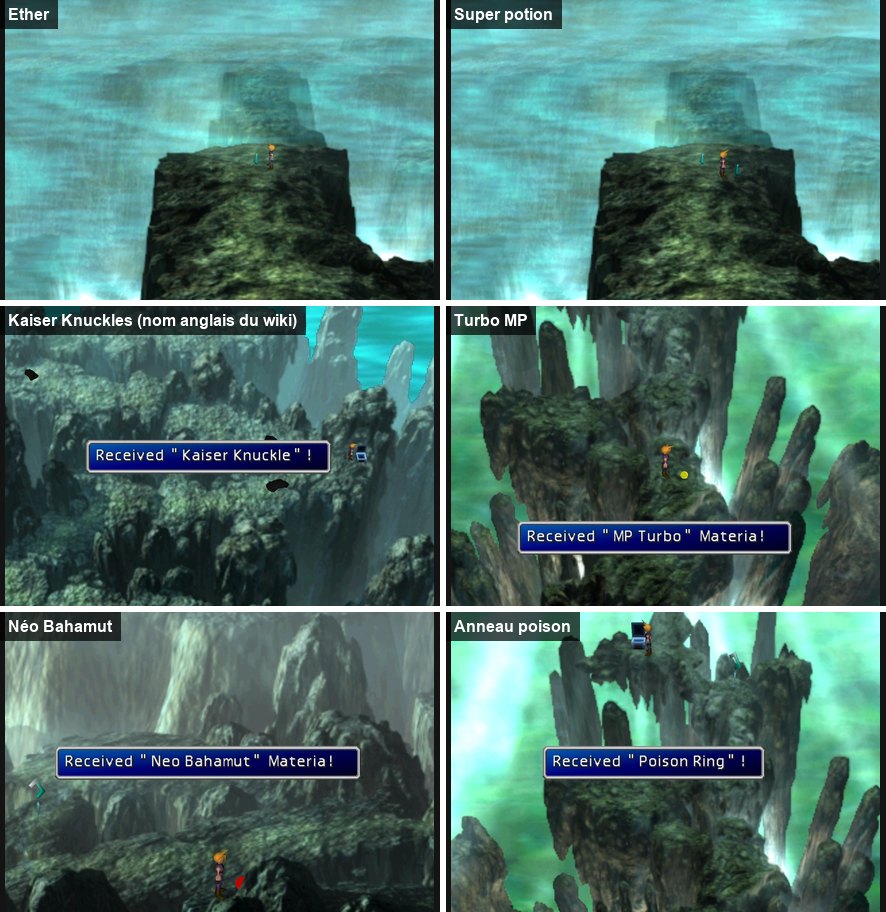 Ether
Super potion
Kaiser Knuckles (nom anglais du wiki)
Received "Kaiser Knuckle" !
Turbo MP
Received "MP Turbo" Materia!
Néo Bahamut
Received "Neo Bahamut" Materia!
Anneau poison
Received "Poison Ring" !